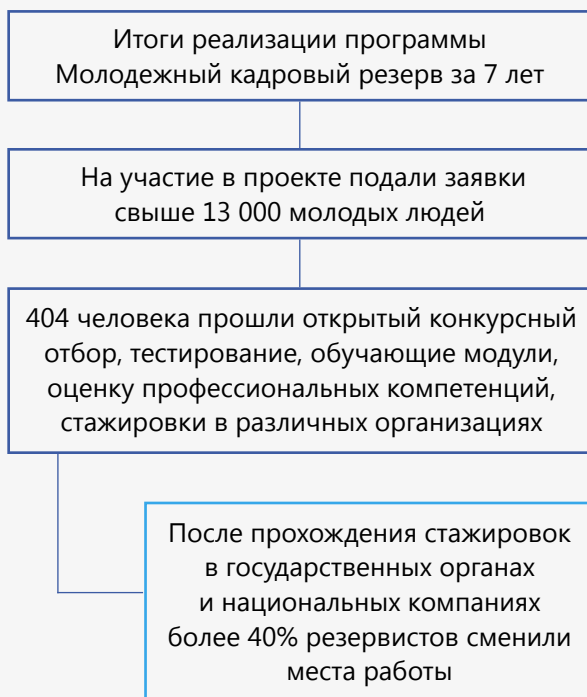 Итоги реализации программы
Молодежный кадровый резерв за 7 лет
На участие в проекте подали заявки
свыше 13 000 молодых людей
404 человека прошли открытый конкурсный
отбор, тестирование, обучающие модули,
оценку профессиональных компетенций,
стажировки в различных организациях
После прохождения стажировок
в государственных органах
и национальных компаниях
более 40% резервистов сменили
места работы